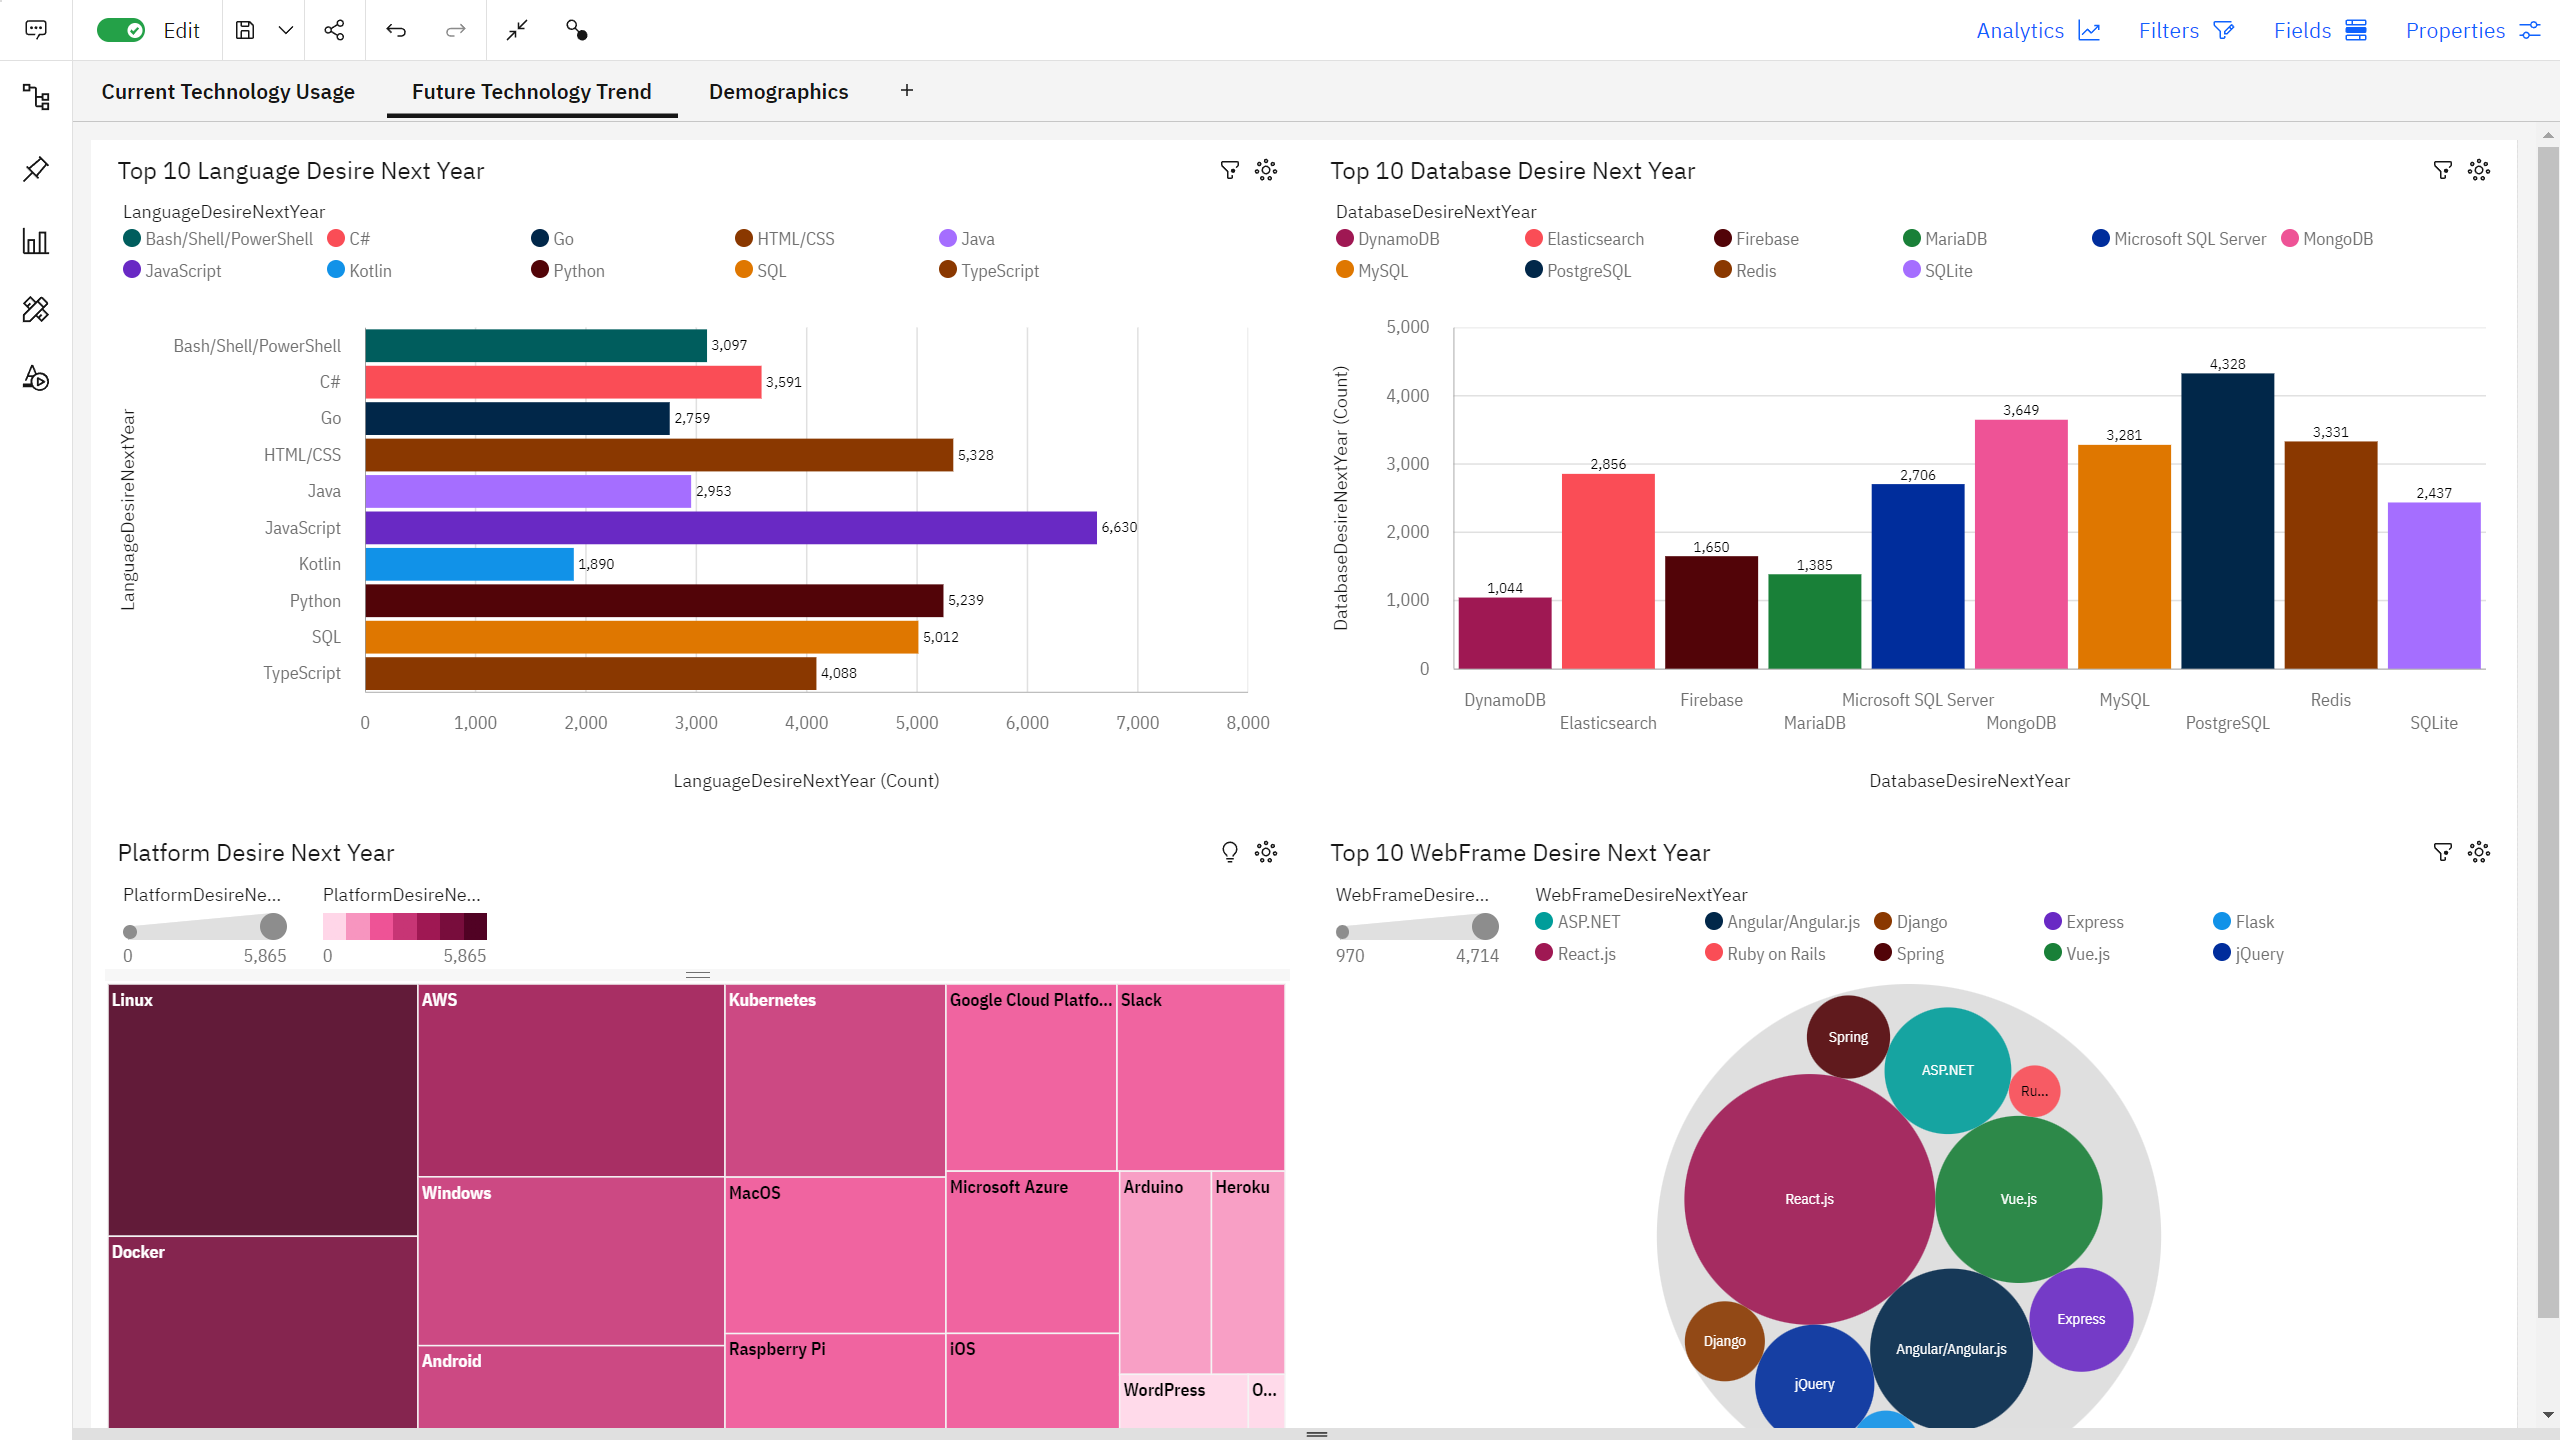 Edit
Analytics
Filters
Fields
Properties
Current Technology Usage
Future Technology Trend
Demographics
+
Top 10 Language Desire Next Year
LanguageDesireNextYear
Bash/Shell/PowerShell
C#
Go
HTML/CSS
Java
JavaScript
Kotlin
Python
SQL
TypeScript
LanguageDesireNextYear
Bash/Shell/PowerShell 3,097
C# 3,591
Go 2,759
HTML/CSS 5,328
Java 2,953
JavaScript 6,630
Kotlin 1,890
Python 5,239
SQL 5,012
TypeScript 4,088
0 1,000 2,000 3,000 4,000 5,000 6,000 7,000 8,000
LanguageDesireNextYear (Count)
Top 10 Database Desire Next Year
DatabaseDesireNextYear
DynamoDB
Elasticsearch
Firebase
MariaDB
Microsoft SQL Server
MongoDB
MySQL
PostgreSQL
Redis
SQLite
DatabaseDesireNextYear (Count)
5,000
4,000
3,000
2,000
1,000
0
1,044
2,856
1,650
1,385
2,706
3,649
3,281
4,328
3,331
2,437
DynamoDB
Elasticsearch
Firebase
MariaDB
Microsoft SQL Server
MongoDB
MySQL
PostgreSQL
Redis
SQLite
DatabaseDesireNextYear
Platform Desire Next Year
PlatformDesireNe...
0 5,865
PlatformDesireNe...
0 5,865
Linux
AWS
Kubernetes
Google Cloud Platfo...
Slack
Windows
MacOS
Microsoft Azure
Arduino
Heroku
Docker
Android
Raspberry Pi
iOS
WordPress
O...
Top 10 WebFrame Desire Next Year
WebFrameDesire...
970 4,714
WebFrameDesireNextYear
ASP.NET
Angular/Angular.js
Django
Express
Flask
React.js
Ruby on Rails
Spring
Vue.js
jQuery
Spring
ASP.NET
Ru...
React.js
Vue.js
Express
Django
Angular/Angular.js
jQuery